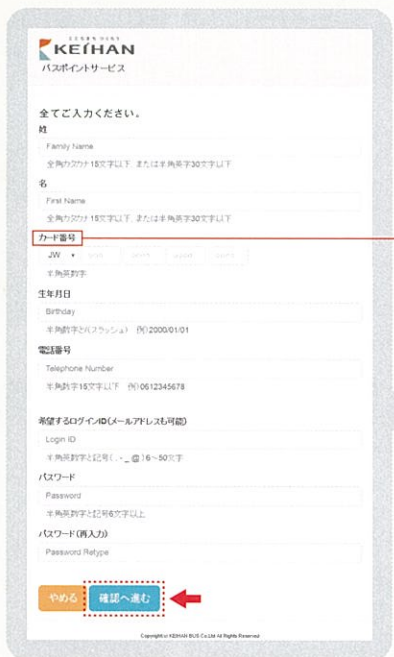 KEIHAN
バスポイントサービス
全てご入力ください。
姓
Family Name
全角カタカナ15文字以下、または半角英字30文字以下
名
First Name
全角カタカナ15文字以下、または半角英字30文字以下
カード番号
JW
半角英数字
生年月日
Birthday
半角数字と/(スラッシュ) 例)2000/01/01
電話番号
Telephone Number
半角数字15文字以下 例)0612345678
希望するログインID(メールアドレスも可能)
Login ID
半角英数字と記号(. - _ @)6～50文字
パスワード
Password
半角英数字と記号6文字以上
パスワード(再入力)
Password Retype
やめる 確認へ進む
Copyright(c) KEIHAN BUS Co.Ltd All Rights Reserved